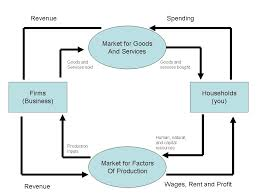 Revenue
Spending
Market for Goods
And Services
Goods and
Services sold
Goods and
services bought
Firms
(Business)
Households
(you)
Production
Inputs
Human, natural,
and capital
resources
Market for Factors
Of Production
Revenue
Wages, Rent and Profit